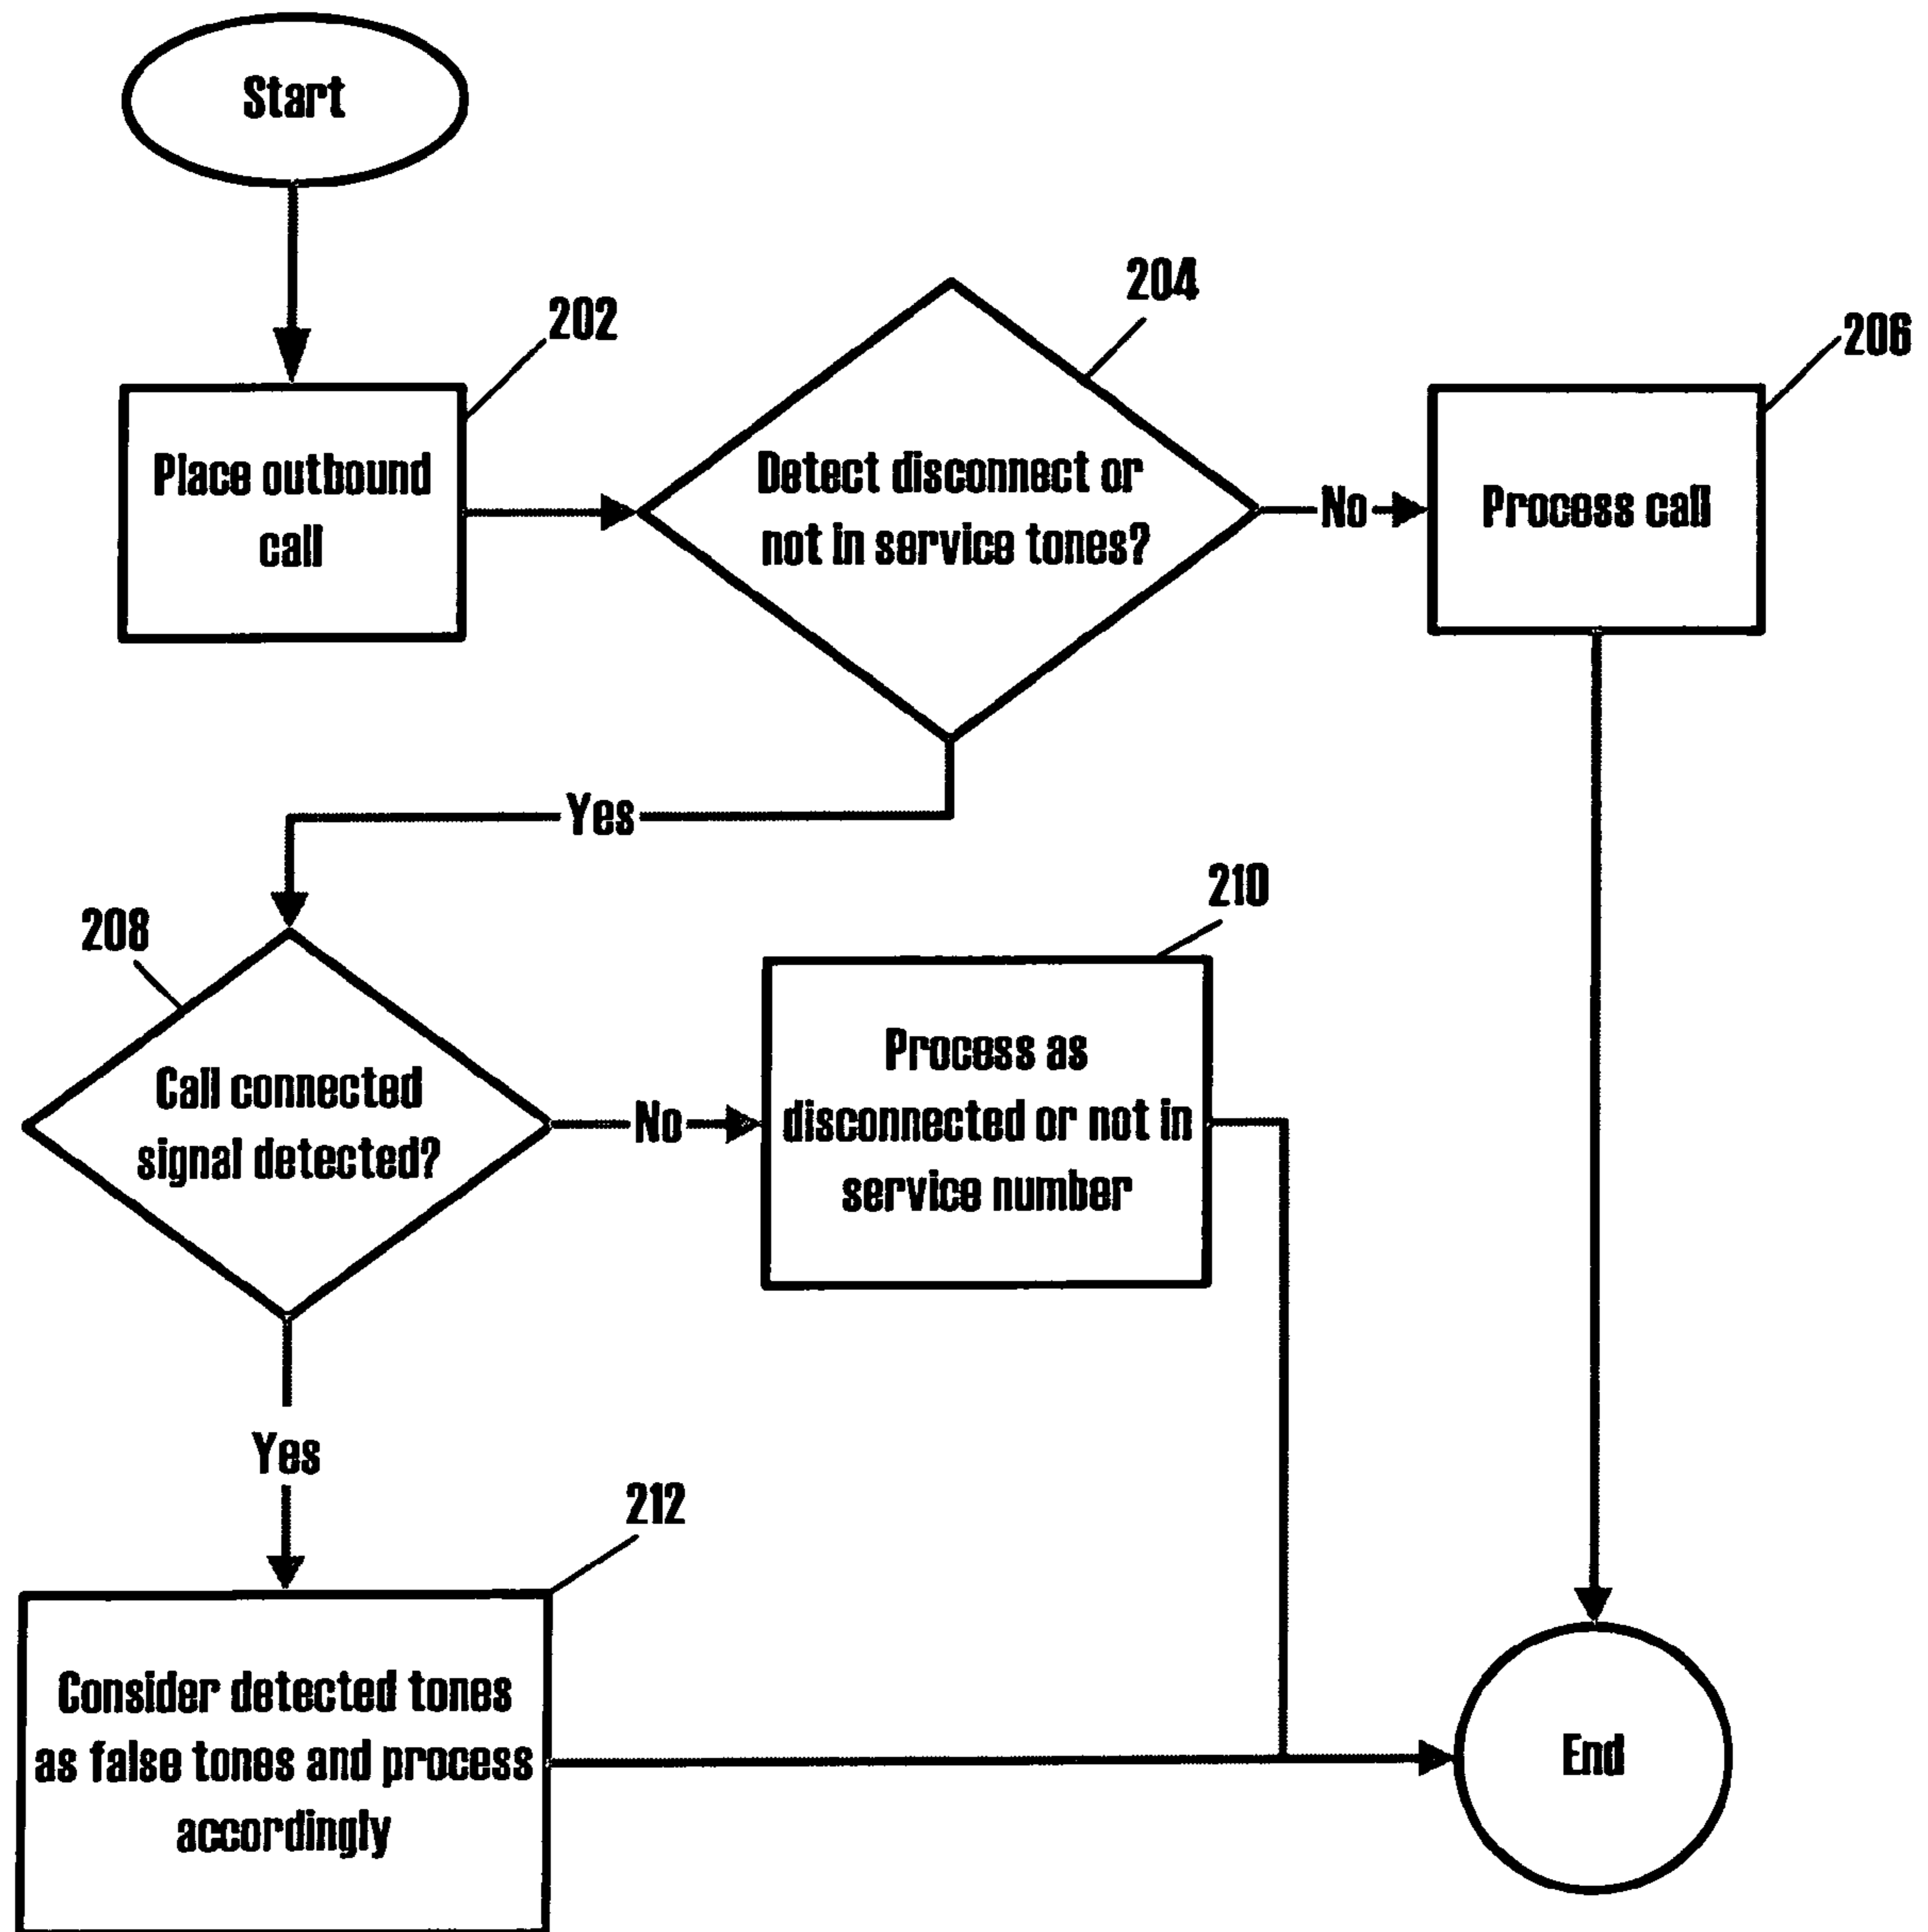 Start
202
Place outbound
call
204
Detect disconnect or
not in service tones?
No
206
Process call
Yes
208
Call connected
signal detected?
No
210
Process as
disconnected or not in
service number
Yes
212
Consider detected tones
as false tones and process
accordingly
End